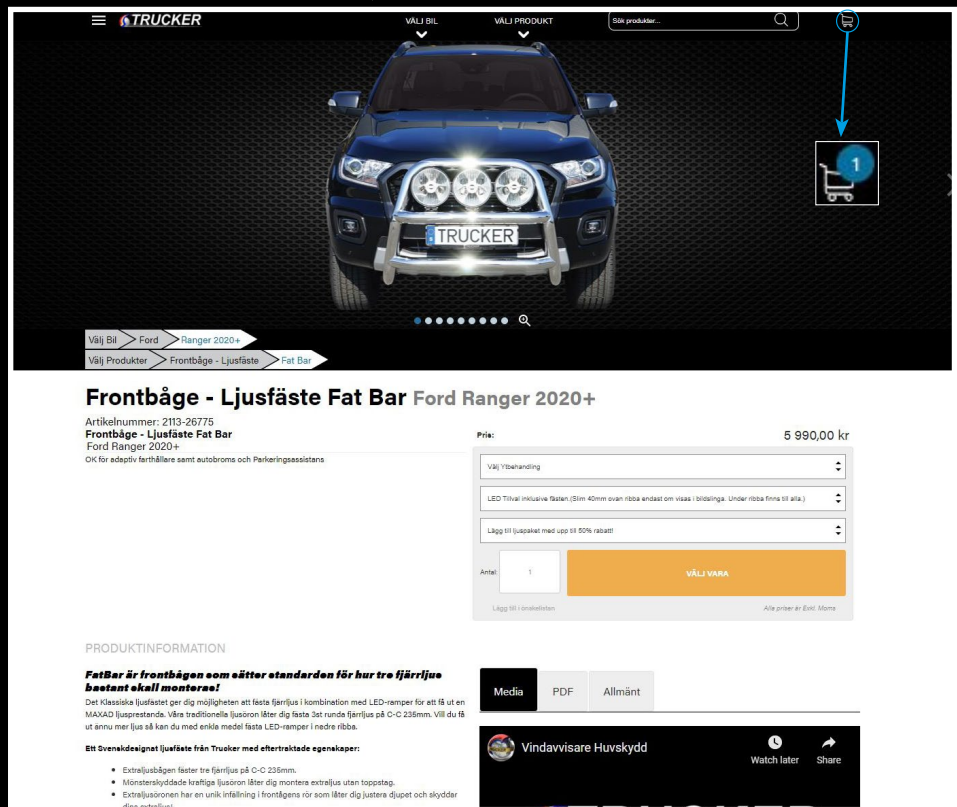 TRUCKER
VÄLJ BIL
VÄLJ PRODUKT
Sök produkter...
1
TRUCKER
Välj Bil
Ford
Ranger 2020+
Välj Produkter
Frontbåge - Ljusfäste
Fat Bar
Frontbåge - Ljusfäste Fat Bar Ford Ranger 2020+
Artikelnummer: 2113-26775
Frontbåge - Ljusfäste Fat Bar
Ford Ranger 2020+
OK för adaptiv farthållare samt autobroms och Parkeringsassistans
Pris:
5 990,00 kr
Välj Ytbehandling
LED Tillval inklusive fästen.(Slim 40mm ovan ribba endast om visas i bildslinga. Under ribba finns till alla.)
Lägg till ljuspaket med upp till 50% rabatt!
Antal:
1
VÄLJ VARA
Lägg till i önskelistan
Alla priser är Exkl. Moms
PRODUKTINFORMATION
FatBar är frontbågen som sätter standarden för hur tre fjärrljus
bastant skall monteras!
Det Klassiska ljusfästet ger dig möjligheten att fästa fjärrljus i kombination med LED-ramper för att få ut en
MAXAD ljusprestanda. Våra traditionella ljusöron låter dig fästa 3st runda fjärrljus på C-C 235mm. Vill du få
ut ännu mer ljus så kan du med enkla medel fästa LED-ramper i nedre ribba.
Ett Svenskdesignat ljusfäste från Trucker med eftertraktade egenskaper:
Extraljusbågen fäster tre fjärrljus på C-C 235mm.
Mönsterskyddade kraftiga ljusöron låter dig montera extraljus utan toppstag.
Extraljusöronen har en unik infällning i frontågens rör som låter dig justera djupet och skyddar
dina extraljus!
Media
PDF
Allmänt
Vindavvisare Huvskydd
Watch later
Share
TRUCKER